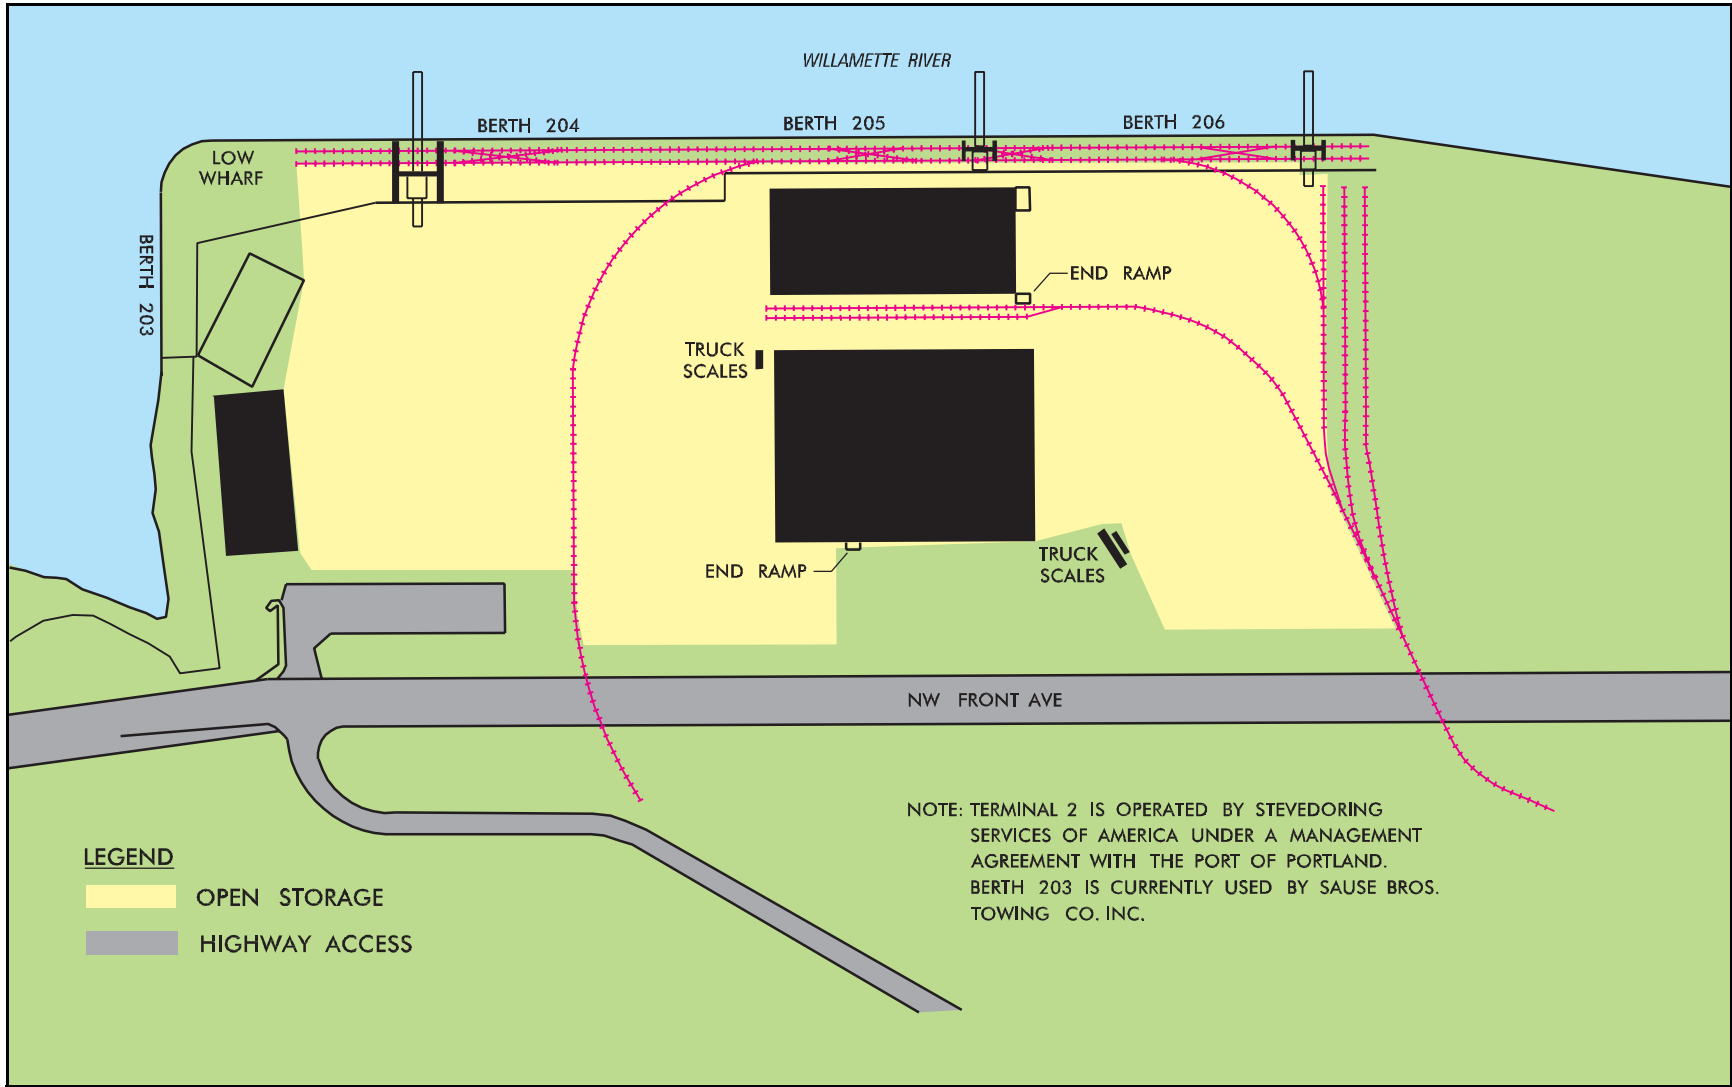 WILLAMETTE RIVER
BERTH 204
BERTH 205
BERTH 206
LOW
WHARF
BERTH 203
END RAMP
TRUCK
SCALES
TRUCK
SCALES
END RAMP
NW FRONT AVE
NOTE: TERMINAL 2 IS OPERATED BY STEVEDORING
SERVICES OF AMERICA UNDER A MANAGEMENT
AGREEMENT WITH THE PORT OF PORTLAND.
BERTH 203 IS CURRENTLY USED BY SAUSE BROS.
TOWING CO. INC.
LEGEND
OPEN STORAGE
HIGHWAY ACCESS